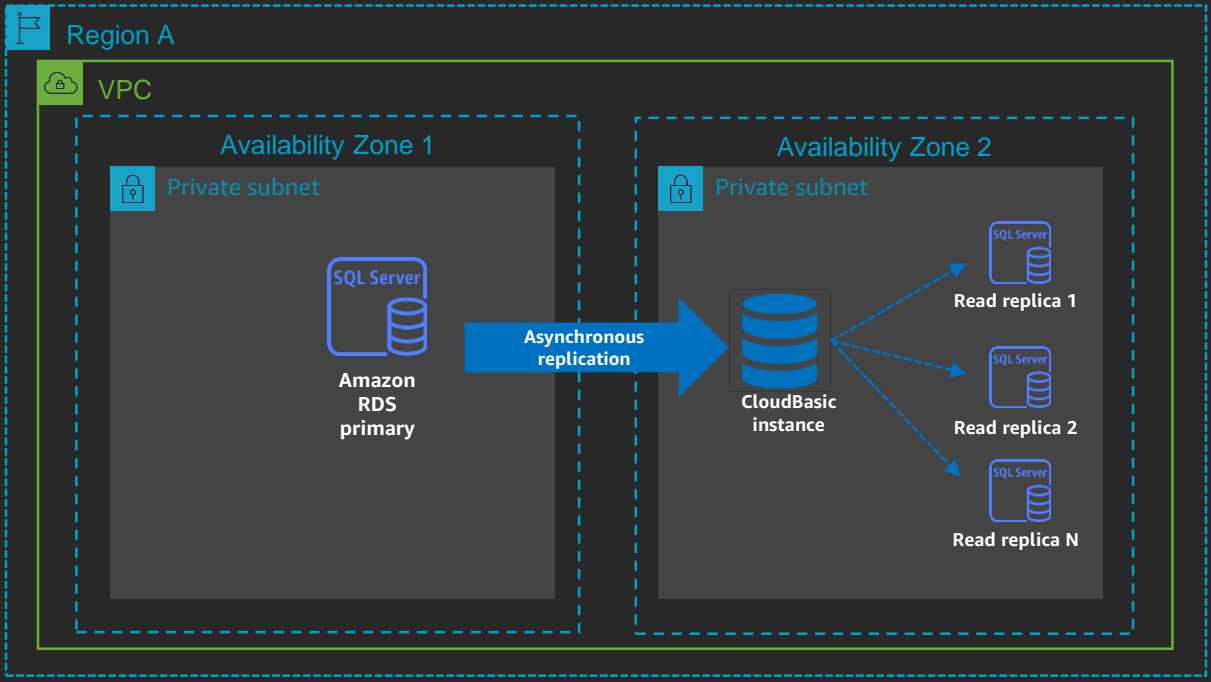 Region A
VPC
Availability Zone 1
Private subnet
SQL Server
Amazon
RDS
primary
Asynchronous
replication
Availability Zone 2
Private subnet
CloudBasic
instance
SQL Server
Read replica 1
SQL Server
Read replica 2
SQL Server
Read replica N